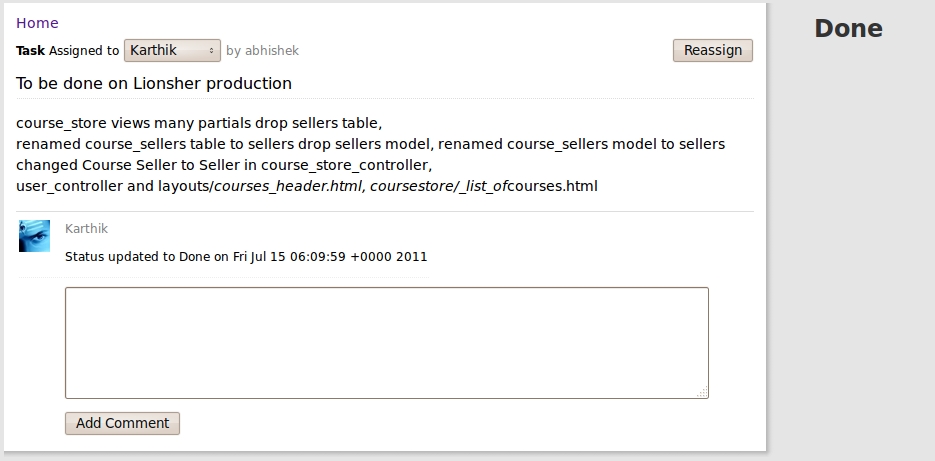 Home
Done
Task Assigned to Karthik by abhishek Reassign
To be done on Lionsher production
course_store views many partials drop sellers table,
renamed course_sellers table to sellers drop sellers model, renamed course_sellers model to sellers
changed Course Seller to Seller in course_store_controller,
user_controller and layouts/courses_header.html, coursestore/_list_ofcourses.html
Karthik
Status updated to Done on Fri Jul 15 06:09:59 +0000 2011
Add Comment